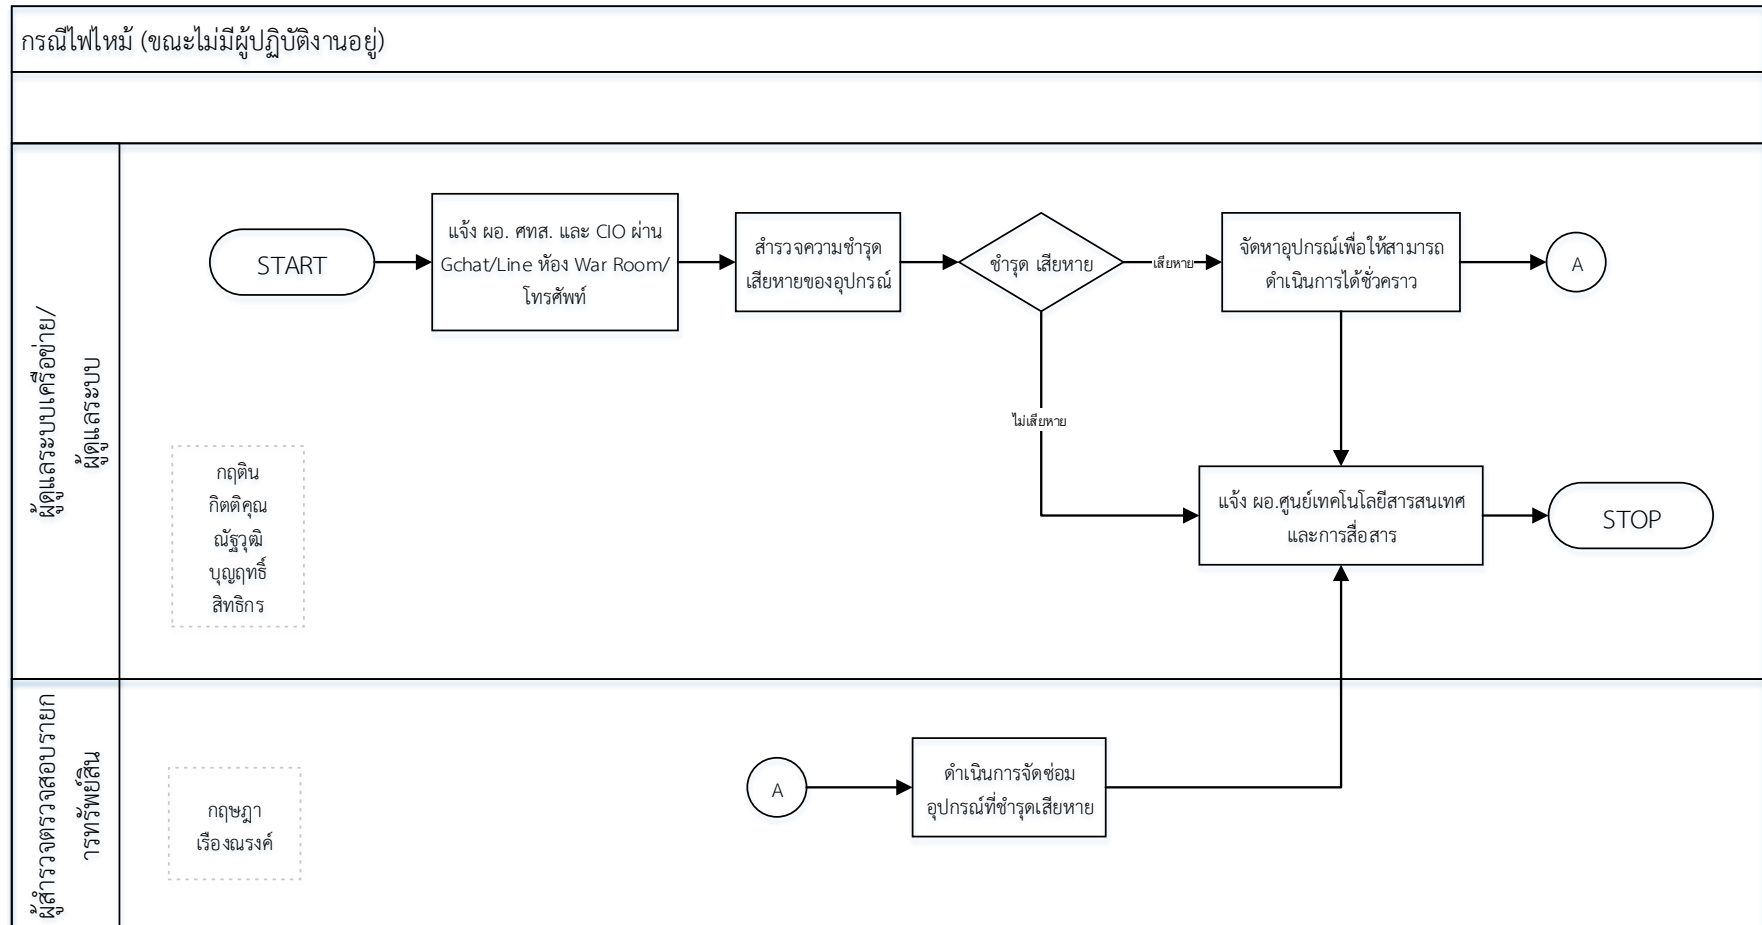 กรณีไฟไหม้ (ขณะไม่มีผู้ปฏิบัติงานอยู่)
ผู้ดูแลระบบเครือข่าย/
ผู้ดูแลระบบ
START
แจ้ง ผอ. ศทส. และ CIO ผ่าน
Gchat/Line ห้อง War Room/
โทรศัพท์
สำรวจความชำรุด
เสียหายของอุปกรณ์
ชำรุด เสียหาย
เสียหาย
จัดหาอุปกรณ์เพื่อให้สามารถ
ดำเนินการได้ชั่วคราว
A
ไม่เสียหาย
กฤติน
กิตติคุณ
ณัฐวุฒิ
บุญฤทธิ์
สิทธิกร
แจ้ง ผอ.ศูนย์เทคโนโลยีสารสนเทศ
และการสื่อสาร
STOP
ผู้สำรวจตรวจสอบรายก
ารทรัพย์สิน
กฤษฎา
เรืองณรงค์
A
ดำเนินการจัดซ่อม
อุปกรณ์ที่ชำรุดเสียหาย